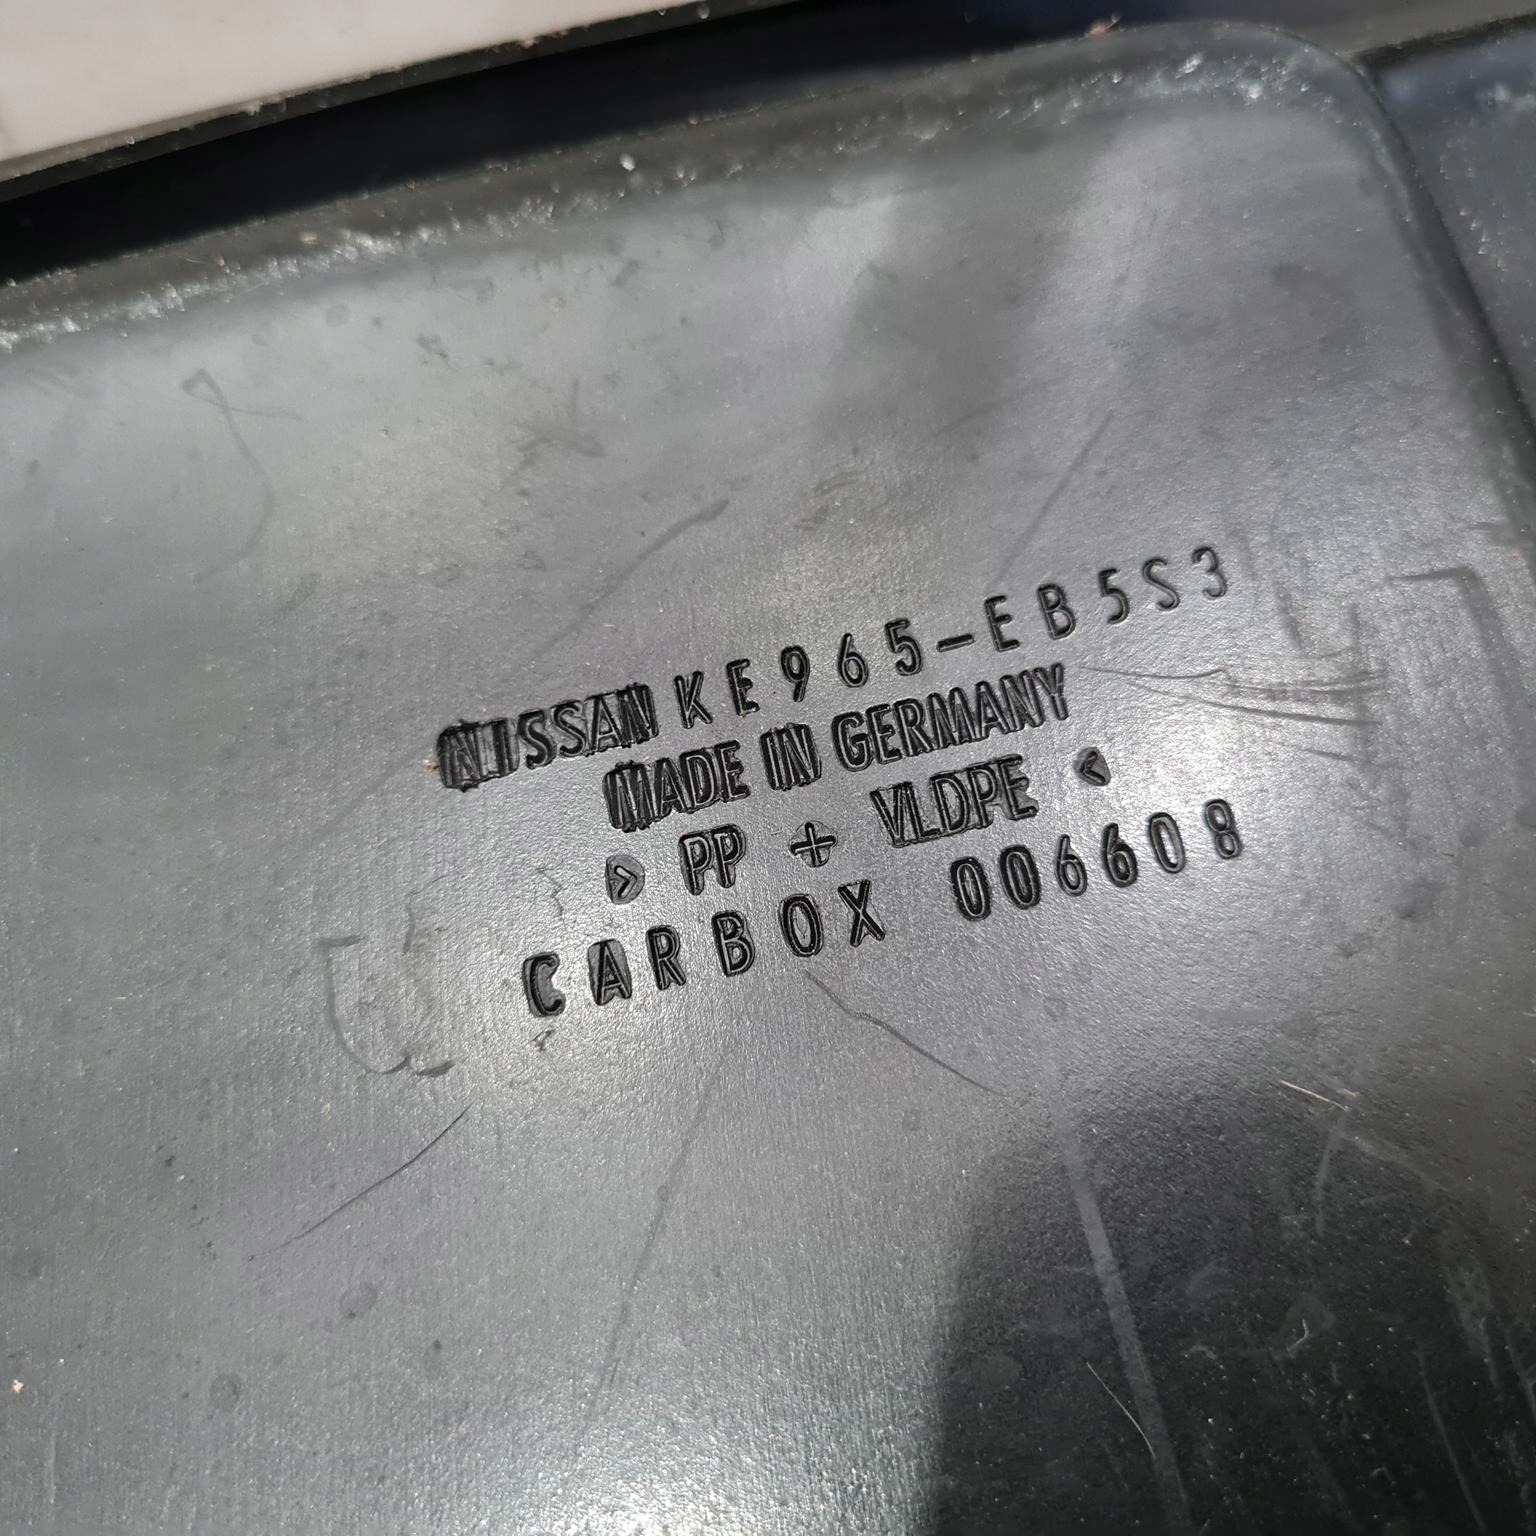 NISSAN KE965-EB5S3
MADE IN GERMANY
> PP + VLDPE <
CARBOX 006608